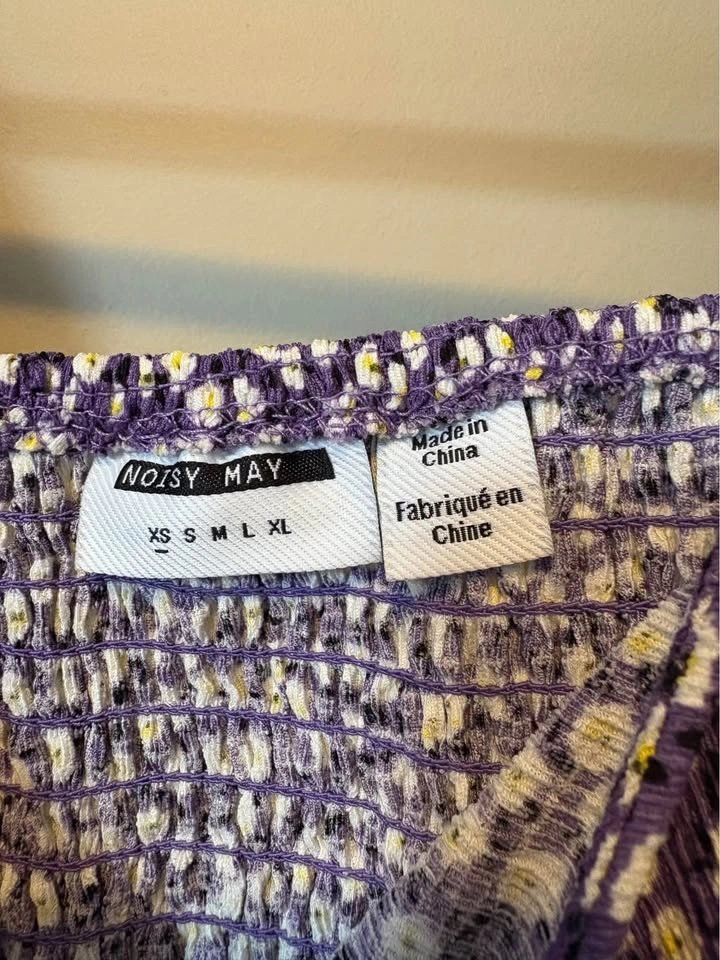 NOISY MAY
XS S M L XL
Made in
China
Fabriqué en
Chine